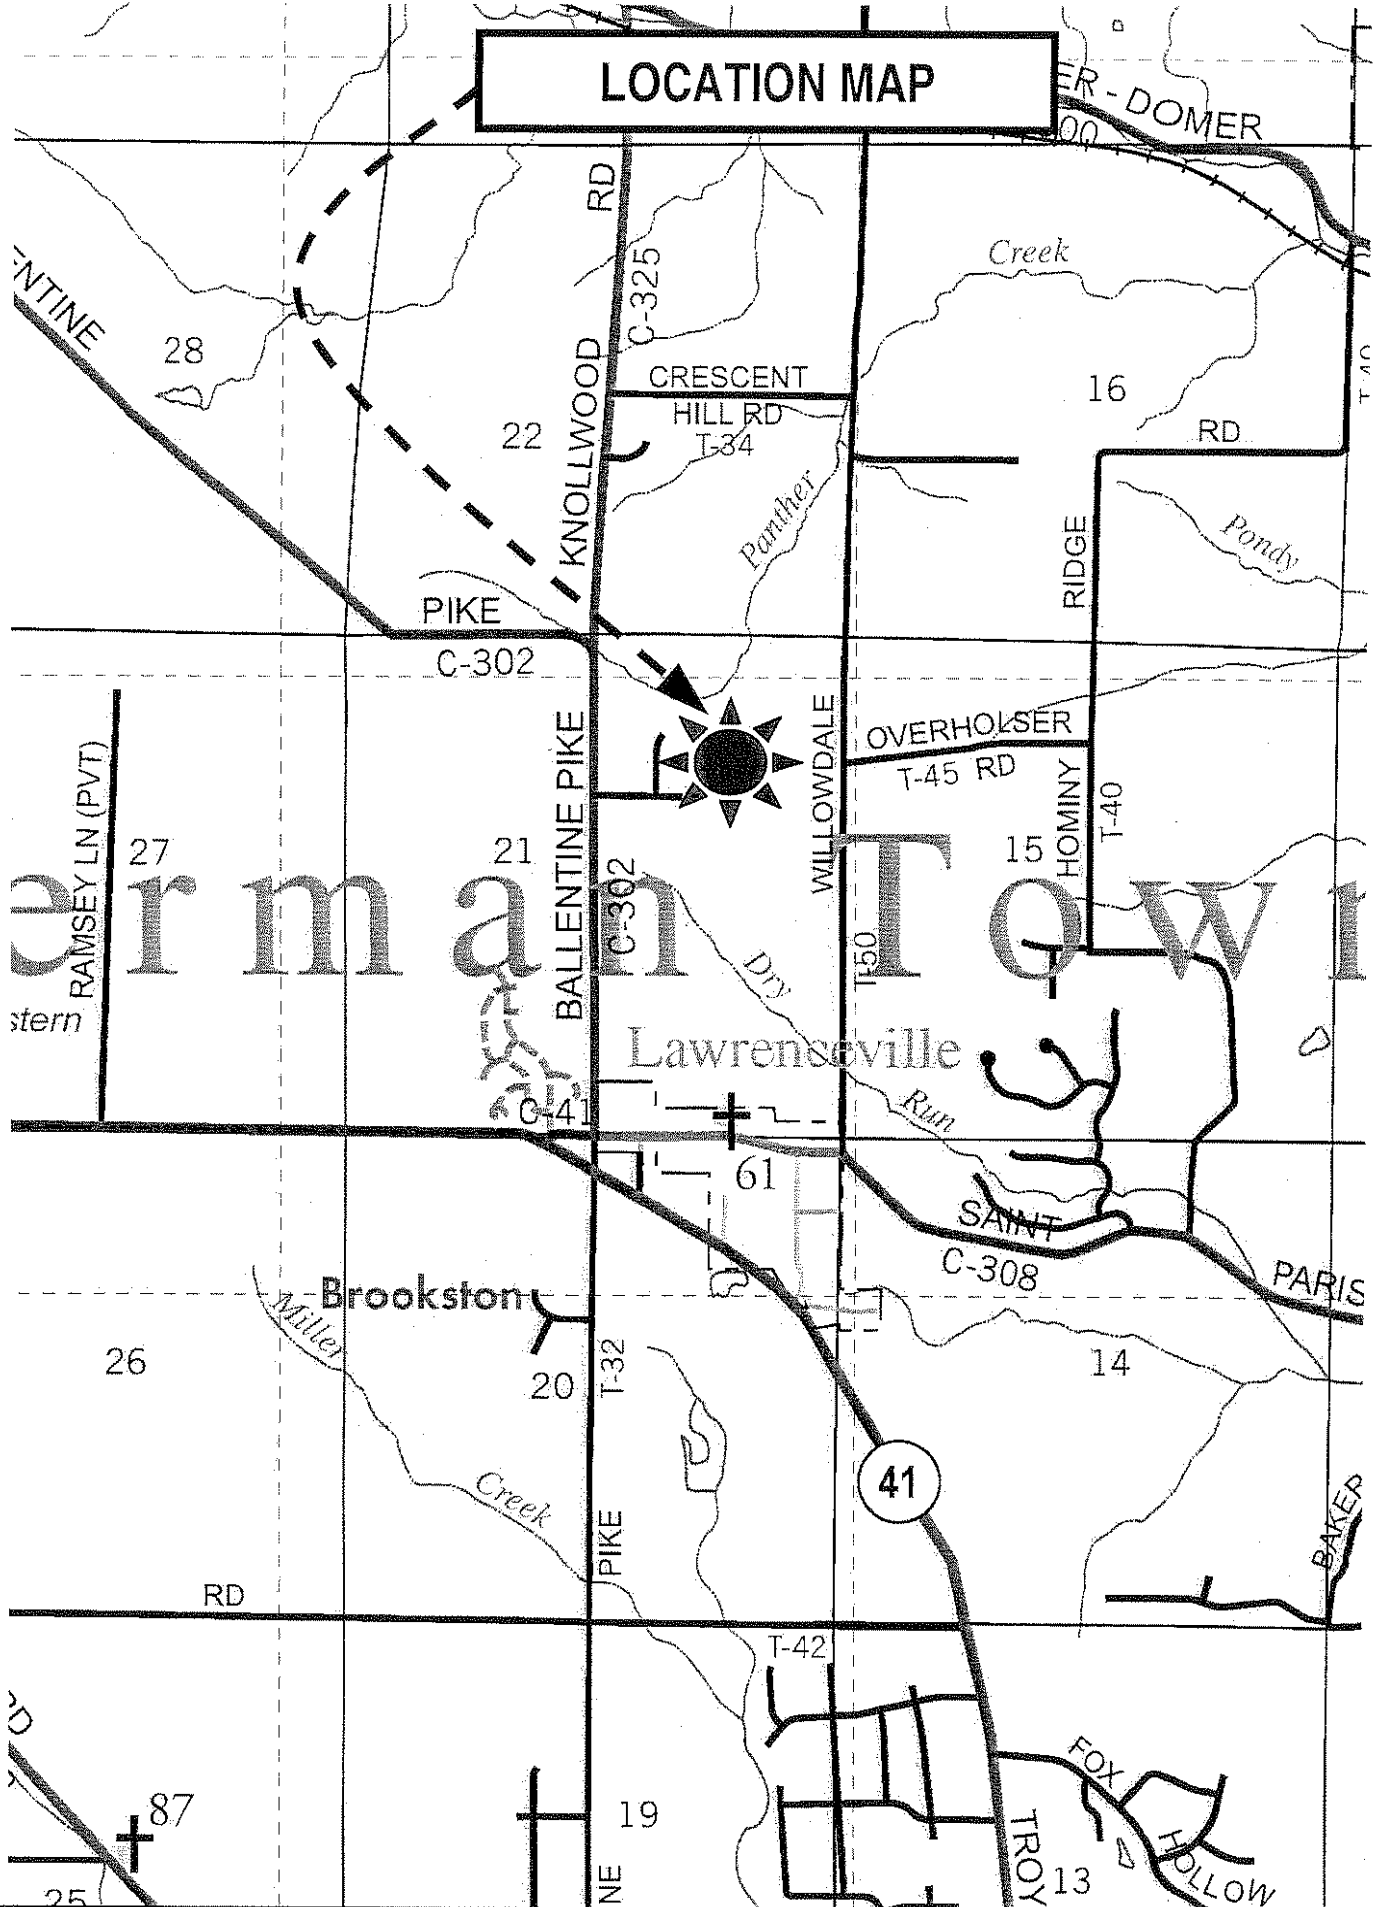 LOCATION MAP
ER - DOMER
00
RD
C-325
Creek
ENTINE
28
KNOLLWOOD
CRESCENT
HILL RD
T-34
16
22
RD
Panther
RIDGE
Pondy
PIKE
C-302
BALLENTINE PIKE
WILLOWDALE
OVERHOLSER
T-45 RD
RAMSEY LN (PVT)
27
21
C-302
15
HOMINY
T-40
erman Tow
T-50
Dry
stern
Lawrenceville
Run
C-41
61
SAINT
C-308
PARIS
Brookston
Miller
26
20
T-32
14
41
Creek
PIKE
BAKER
RD
T-42
RD
FOX
87
19
TROY
13
HOLLOW
NE
25